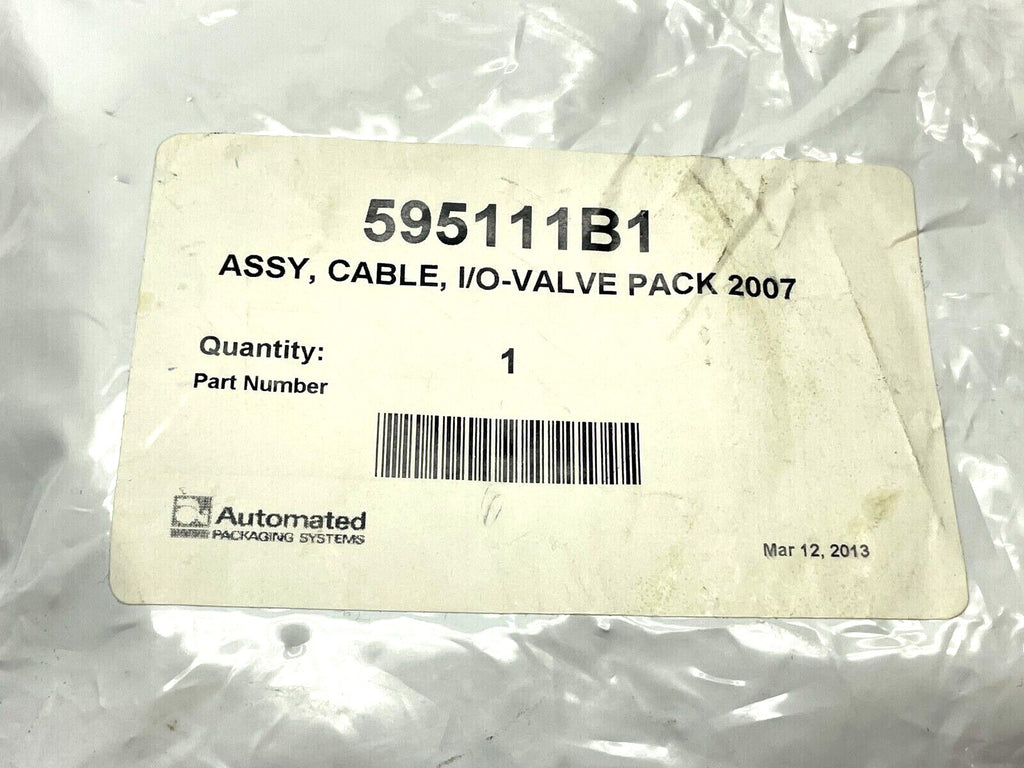 595111B1
ASSY, CABLE, I/O-VALVE PACK 2007
Quantity: 1
Part Number
Automated
PACKAGING SYSTEMS
Mar 12, 2013